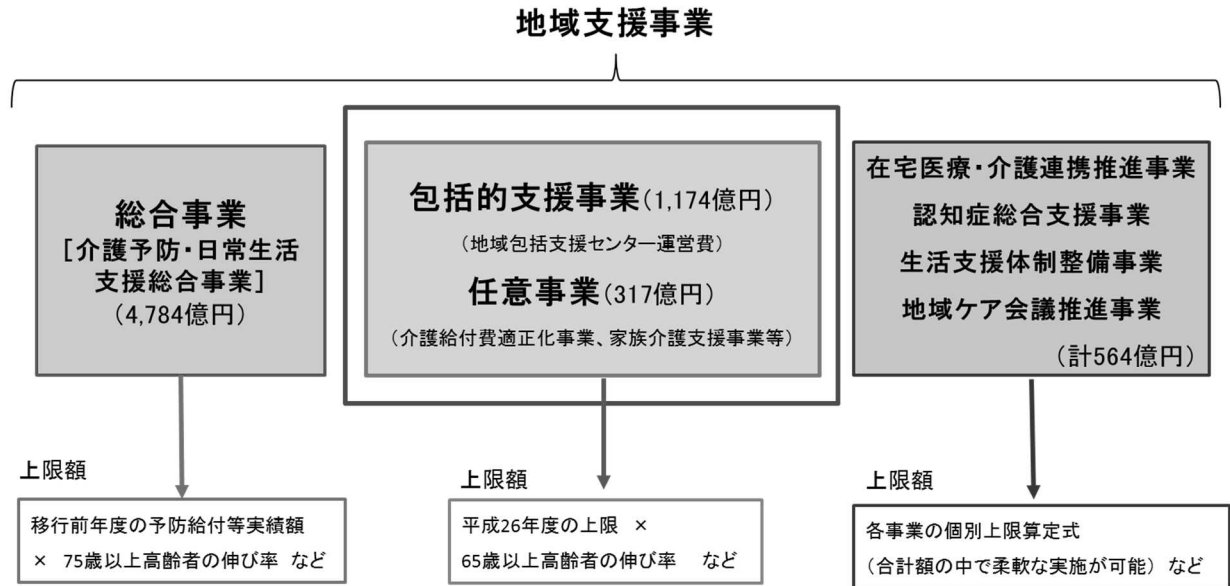 地域支援事業
総合事業
[介護予防・日常生活
支援総合事業]
(4,784億円)
包括的支援事業(1,174億円)
(地域包括支援センター運営費)
任意事業(317億円)
(介護給付費適正化事業、家族介護支援事業等)
在宅医療・介護連携推進事業
認知症総合支援事業
生活支援体制整備事業
地域ケア会議推進事業
(計564億円)
上限額
移行前年度の予防給付等実績額
× 75歳以上高齢者の伸び率 など
上限額
平成26年度の上限 ×
65歳以上高齢者の伸び率 など
上限額
各事業の個別上限算定式
(合計額の中で柔軟な実施が可能) など